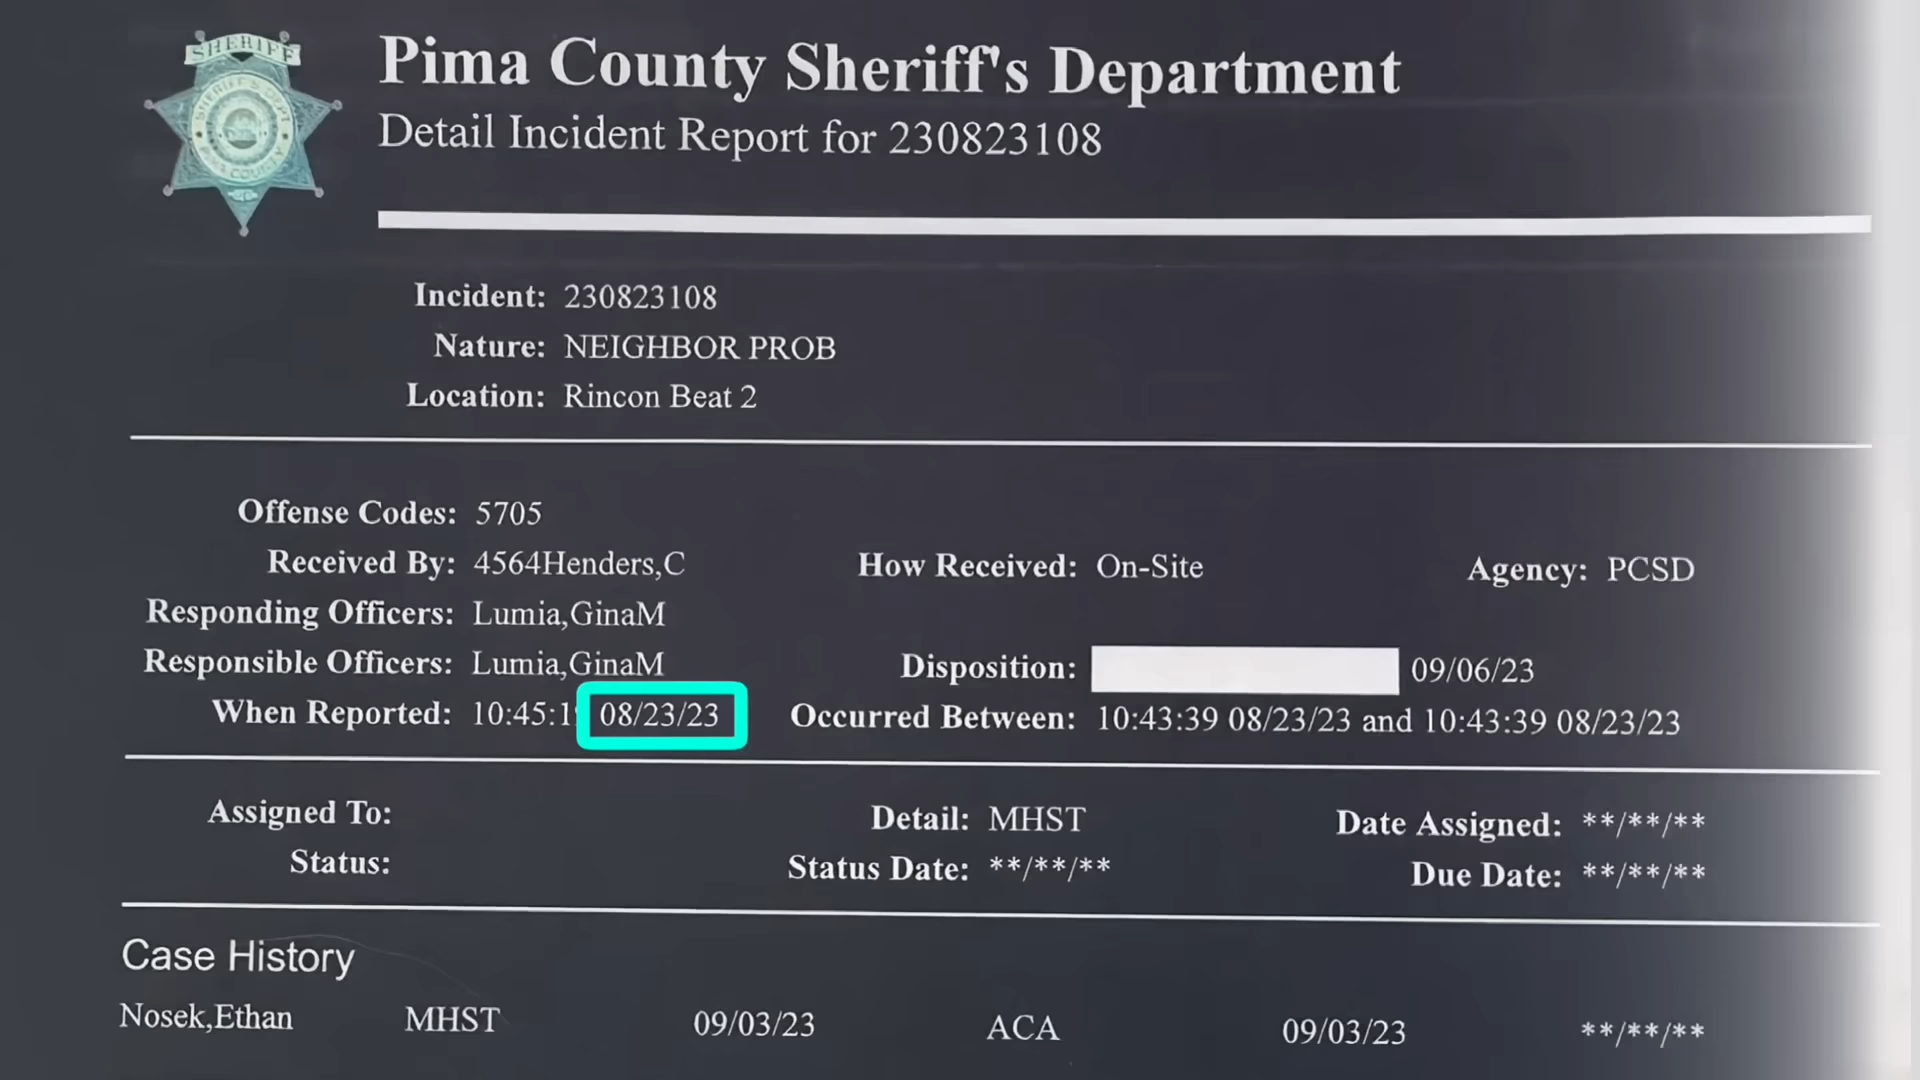 SHERIFF
Pima County Sheriff's Department
Detail Incident Report for 230823108
Incident: 230823108
Nature: NEIGHBOR PROB
Location: Rincon Beat 2
Offense Codes: 5705
Received By: 4564Henders,C How Received: On-Site Agency: PCSD
Responding Officers: Lumia,GinaM
Responsible Officers: Lumia,GinaM Disposition: 09/06/23
When Reported: 08/23/23 Occurred Between: 10:43:39 08/23/23 and 10:43:39 08/23/23
Assigned To: Detail: MHST Date Assigned: **/**/**
Status: Status Date: **/**/** Due Date: **/**/**
Case History
Nosek,Ethan MHST 09/03/23 ACA 09/03/23 **/**/**